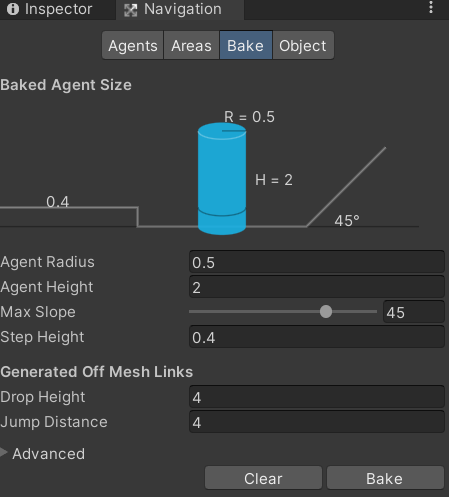 Inspector Navigation
Agents Areas Bake Object
Baked Agent Size
R = 0.5
H = 2
0.4
45°
Agent Radius 0.5
Agent Height 2
Max Slope 45
Step Height 0.4
Generated Off Mesh Links
Drop Height 4
Jump Distance 4
Advanced
Clear Bake